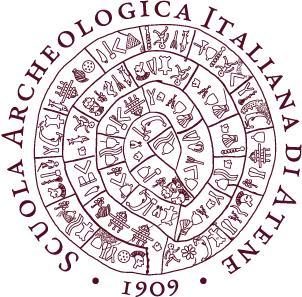 SCUOLA ARCHEOLOGICA ITALIANA DI ATENE
• 1909 •